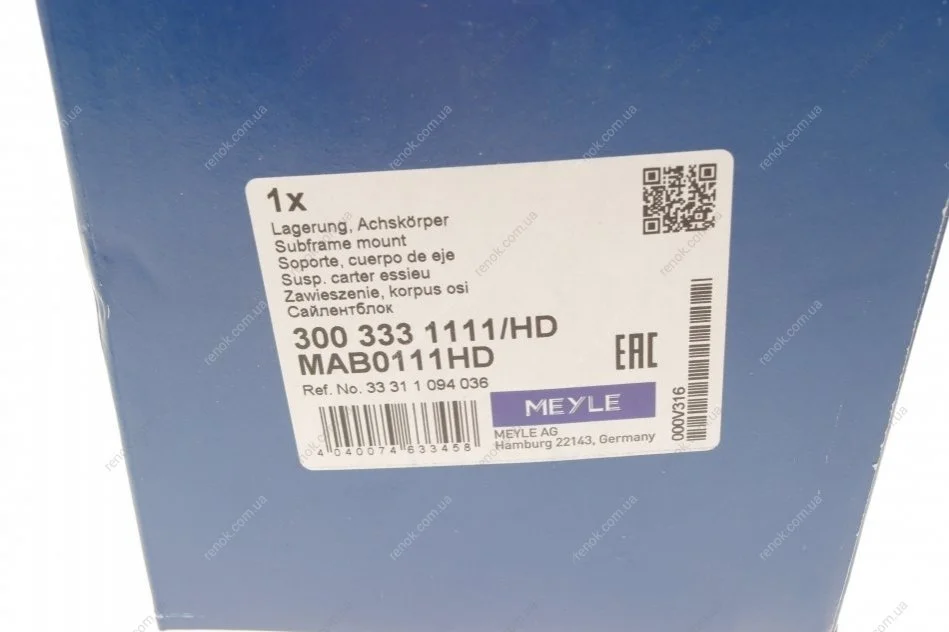 1x
Lagerung, Achskörper
Subframe mount
Soporte, cuerpo de eje
Susp. carter essieu
Zawieszenie, korpus osi
Сайлентблок
300 333 1111/HD
MAB0111HD
Ref. No. 33 31 1 094 036
EAC
4 040074 633458
MEYLE
MEYLE AG
Hamburg 22143, Germany
000V316
renok.com.ua